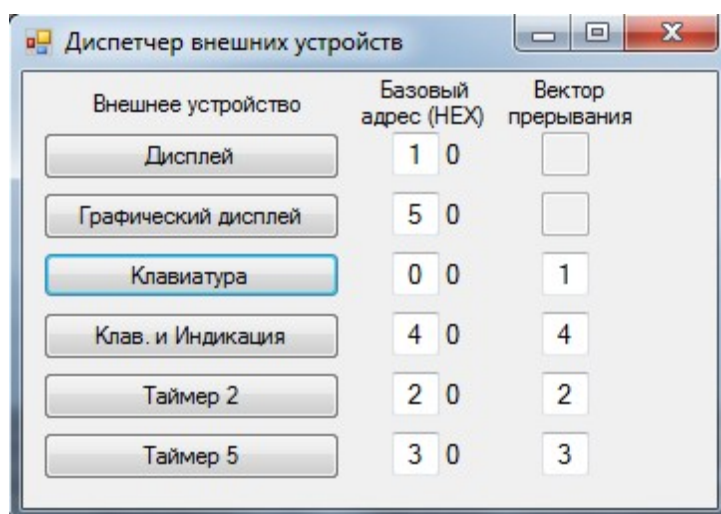 Диспетчер внешних устройств
Внешнее устройство
Базовый
адрес (HEX)
Вектор
прерывания
Дисплей 1 0
Графический дисплей 5 0
Клавиатура 0 0 1
Клав. и Индикация 4 0 4
Таймер 2 2 0 2
Таймер 5 3 0 3